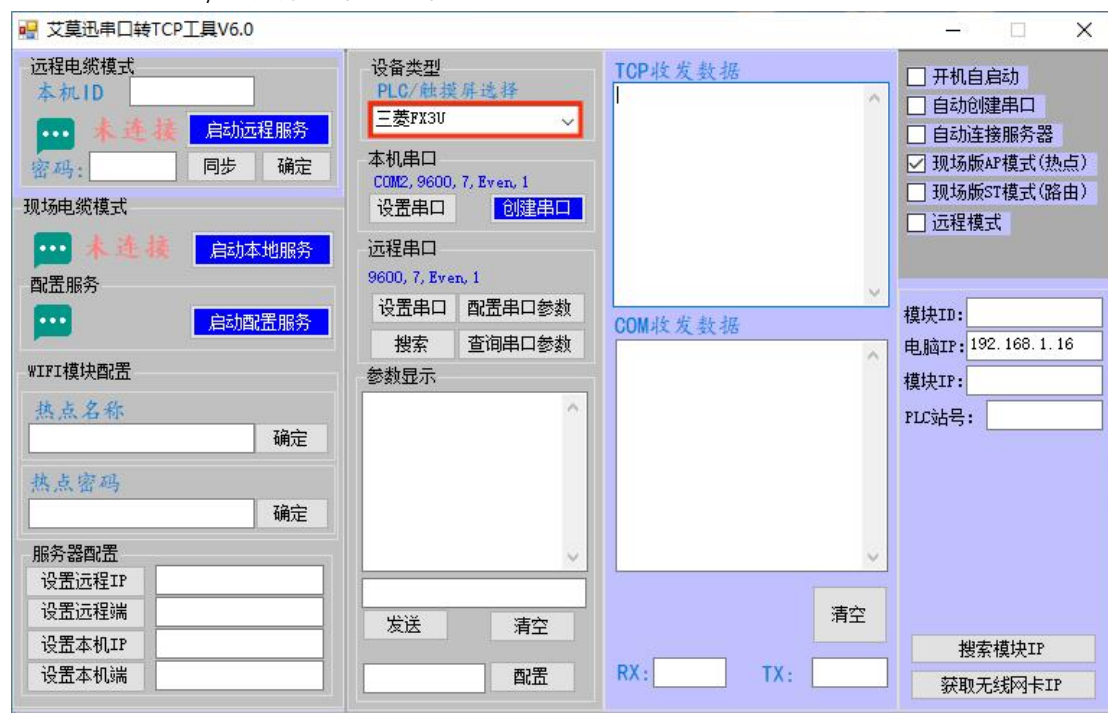 艾莫迅串口转TCP工具V6.0
远程电缆模式
本机ID
未连接 启动远程服务
密码: 同步 确定
现场电缆模式
未连接 启动本地服务
配置服务
启动配置服务
WIFI模块配置
热点名称
确定
热点密码
确定
服务器配置
设置远程IP
设置远程端
设置本机IP
设置本机端
设备类型
PLC/触摸屏选择
三菱FX3U
本机串口
COM2, 9600, 7, Even, 1
设置串口 创建串口
远程串口
9600, 7, Even, 1
设置串口 配置串口参数
搜索 查询串口参数
参数显示
发送 清空
配置
TCP收发数据
COM收发数据
清空
RX: TX:
开机自启动
自动创建串口
自动连接服务器
现场版AP模式(热点)
现场版ST模式(路由)
远程模式
模块ID:
电脑IP: 192.168.1.16
模块IP:
PLC站号:
搜索模块IP
获取无线网卡IP